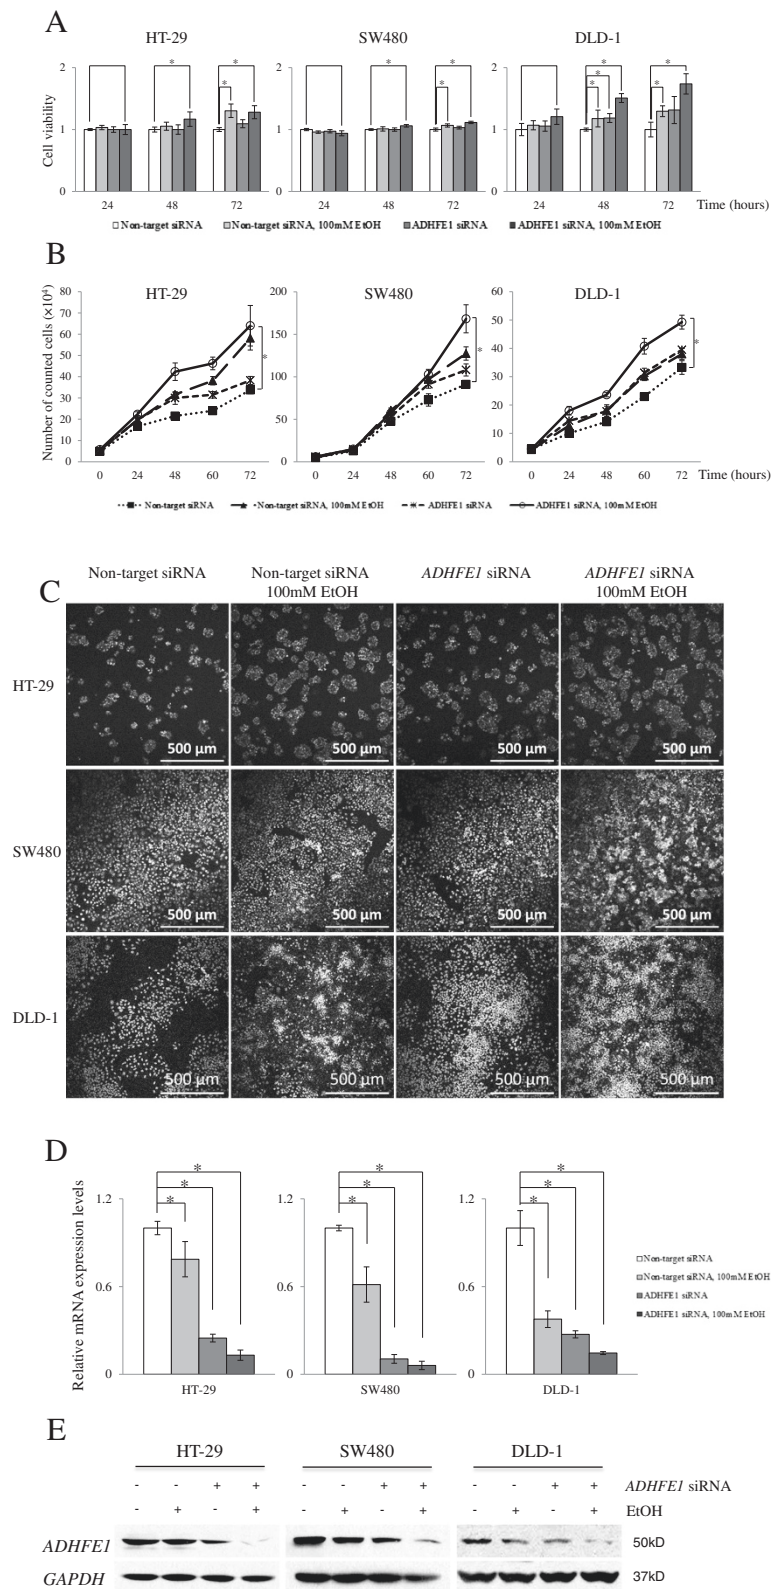 A
HT-29 SW480 DLD-1
Cell viability
2 2 2
* * * * * * * * * * *
1 1 1
0 0 0
24 48 72 24 48 72 24 48 72 Time (hours)
Non-target siRNA Non-target siRNA, 100mM EtOH ADHFE1 siRNA ADHFE1 siRNA, 100mM EtOH
B
HT-29 SW480 DLD-1
Number of counted cells (×10⁴)
80 70 60 50 40 30 20 10 0
200 150 100 50 0
60 50 40 30 20 10 0
* * *
0 24 48 60 72 0 24 48 60 72 0 24 48 60 72 Time (hours)
Non-target siRNA Non-target siRNA, 100mM EtOH ADHFE1 siRNA ADHFE1 siRNA, 100mM EtOH
C
Non-target siRNA Non-target siRNA 100mM EtOH ADHFE1 siRNA ADHFE1 siRNA 100mM EtOH
HT-29
500 µm 500 µm 500 µm 500 µm
SW480
500 µm 500 µm 500 µm 500 µm
DLD-1
500 µm 500 µm 500 µm 500 µm
D
Relative mRNA expression levels
* * * * * * * * *
1.2 1.2 1.2
0.6 0.6 0.6
0 0 0
HT-29 SW480 DLD-1
Non-target siRNA
Non-target siRNA, 100mM EtOH
ADHFE1 siRNA
ADHFE1 siRNA, 100mM EtOH
E
HT-29 SW480 DLD-1
- - + + - - + + - - + + ADHFE1 siRNA
- + - + - + - + - + - + EtOH
ADHFE1 50kD
GAPDH 37kD